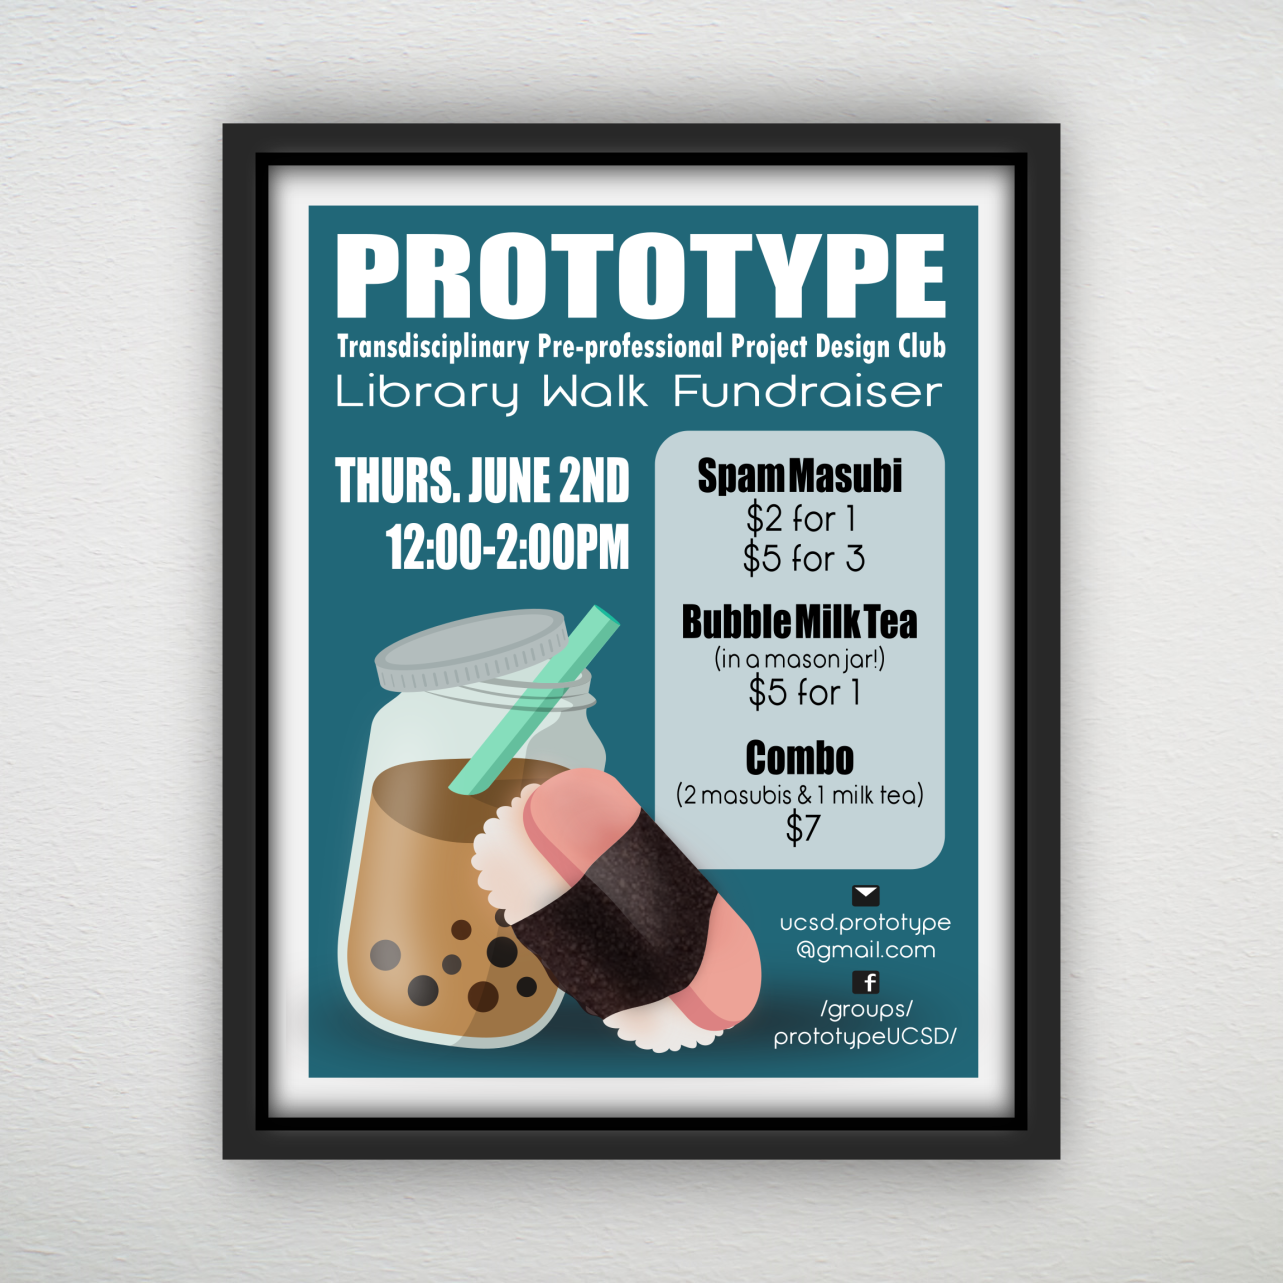 PROTOTYPE
Transdisciplinary Pre-professional Project Design Club
Library Walk Fundraiser
THURS. JUNE 2ND
12:00-2:00PM
Spam Masubi
$2 for 1
$5 for 3
Bubble Milk Tea
(in a mason jar!)
$5 for 1
Combo
(2 masubis & 1 milk tea)
$7
ucsd.prototype
@gmail.com
f
/groups/
prototypeUCSD/